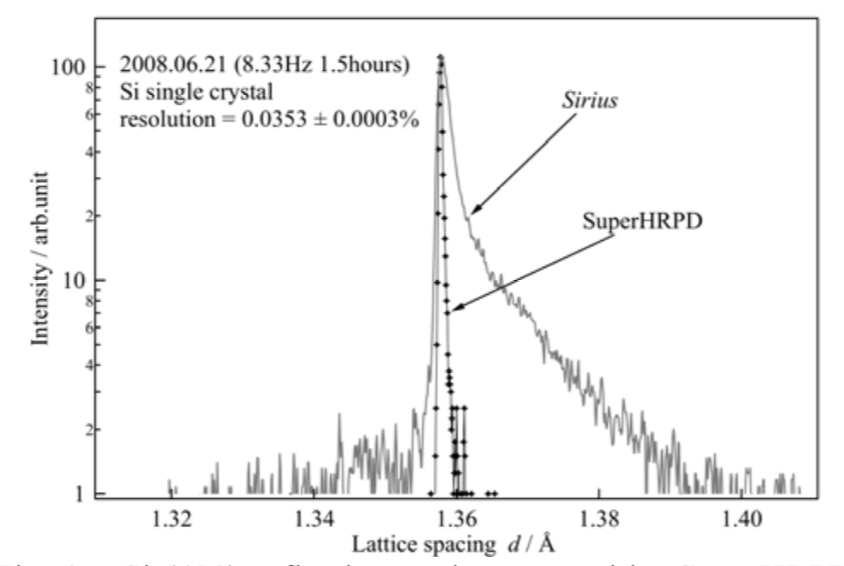 2008.06.21 (8.33Hz 1.5hours)
Si single crystal
resolution = 0.0353 ± 0.0003%
Sirius
SuperHRPD
Intensity / arb.unit
100
8
6
4
2
10
8
6
4
2
1
1.32 1.34 1.36 1.38 1.40
Lattice spacing d / Å